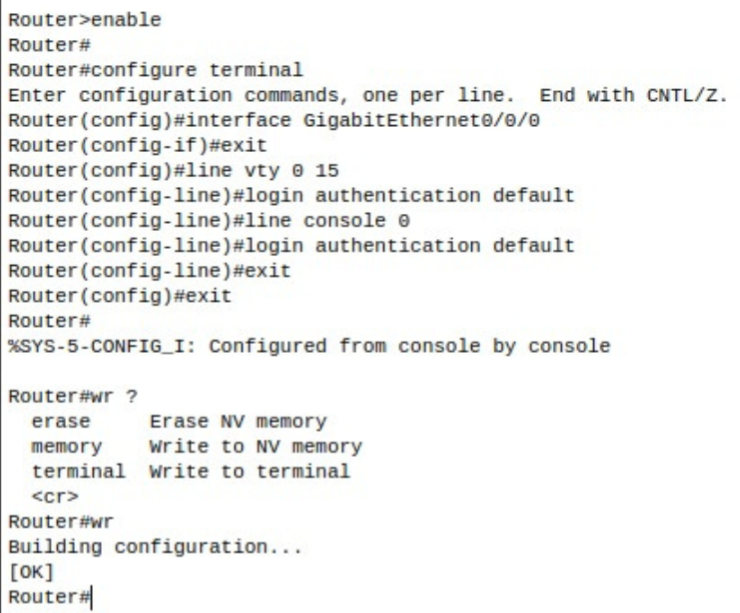 Router>enable
Router#
Router#configure terminal
Enter configuration commands, one per line.  End with CNTL/Z.
Router(config)#interface GigabitEthernet0/0/0
Router(config-if)#exit
Router(config)#line vty 0 15
Router(config-line)#login authentication default
Router(config-line)#line console 0
Router(config-line)#login authentication default
Router(config-line)#exit
Router(config)#exit
Router#
%SYS-5-CONFIG_I: Configured from console by console

Router#wr ?
  erase     Erase NV memory
  memory    Write to NV memory
  terminal  Write to terminal
  <cr>
Router#wr
Building configuration...
[OK]
Router#